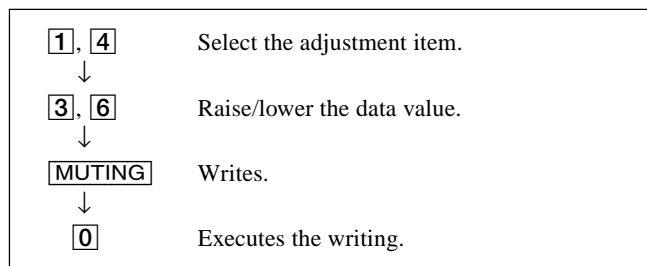 1, 4 Select the adjustment item.
↓
3, 6 Raise/lower the data value.
↓
MUTING Writes.
↓
0 Executes the writing.